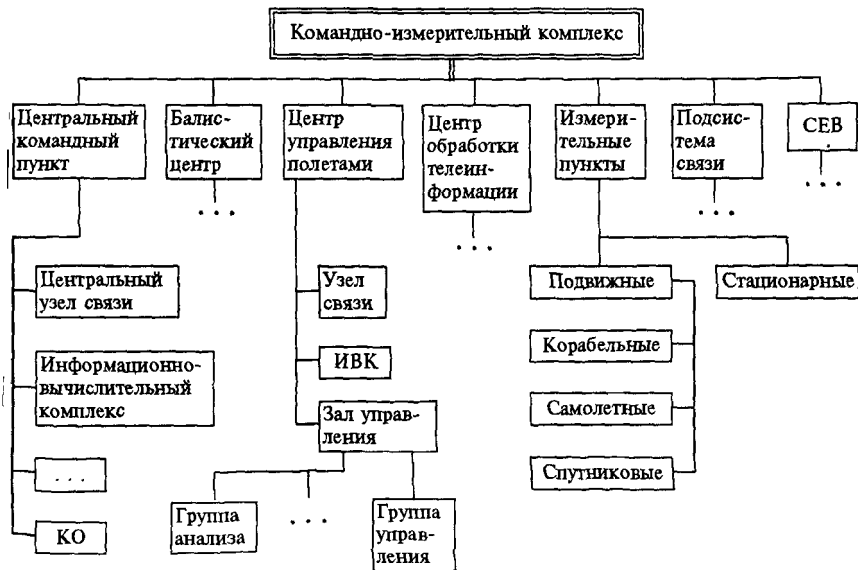 Командно-измерительный комплекс
Центральный
командный
пункт
Балис-
тический
центр
. . .
Центр
управления
полетами
Центр
обработки
телеин-
формации
. . .
Измери-
тельные
пункты
Подсис-
тема
связи
. . .
СЕВ
. . .
Центральный
узел связи
Информационно-
вычислительный
комплекс
. . .
КО
Узел
связи
ИВК
Зал управ-
ления
Группа
анализа
. . .
Группа
управ-
ления
Подвижные
Корабельные
Самолетные
Спутниковые
Стационарные